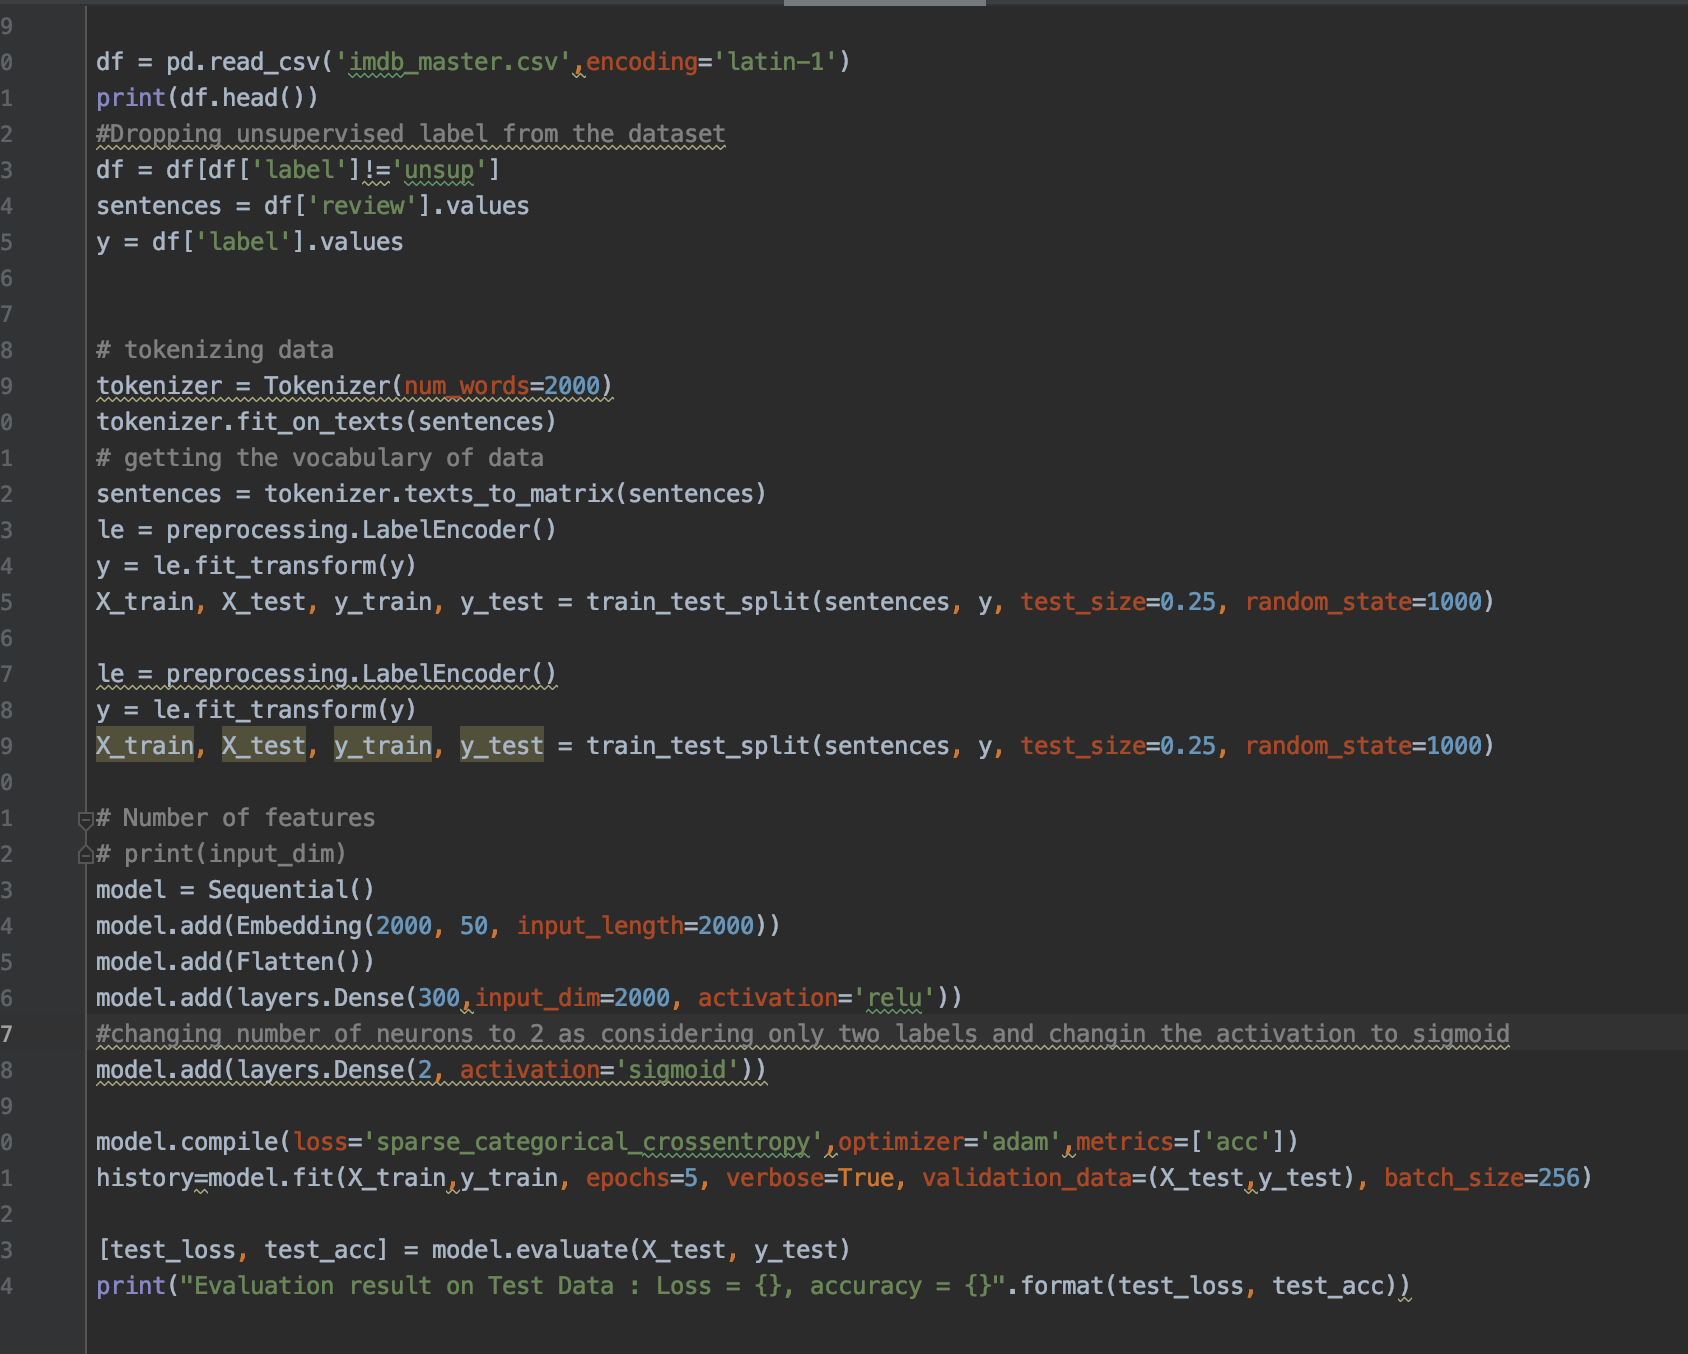 9
0 df = pd.read_csv('imdb_master.csv',encoding='latin-1')
1 print(df.head())
2 #Dropping unsupervised label from the dataset
3 df = df[df['label']!='unsup']
4 sentences = df['review'].values
5 y = df['label'].values
6
7
8 # tokenizing data
9 tokenizer = Tokenizer(num_words=2000)
0 tokenizer.fit_on_texts(sentences)
1 # getting the vocabulary of data
2 sentences = tokenizer.texts_to_matrix(sentences)
3 le = preprocessing.LabelEncoder()
4 y = le.fit_transform(y)
5 X_train, X_test, y_train, y_test = train_test_split(sentences, y, test_size=0.25, random_state=1000)
6
7 le = preprocessing.LabelEncoder()
8 y = le.fit_transform(y)
9 X_train, X_test, y_train, y_test = train_test_split(sentences, y, test_size=0.25, random_state=1000)
0
1 # Number of features
2 # print(input_dim)
3 model = Sequential()
4 model.add(Embedding(2000, 50, input_length=2000))
5 model.add(Flatten())
6 model.add(layers.Dense(300,input_dim=2000, activation='relu'))
7 #changing number of neurons to 2 as considering only two labels and changin the activation to sigmoid
8 model.add(layers.Dense(2, activation='sigmoid'))
9
0 model.compile(loss='sparse_categorical_crossentropy',optimizer='adam',metrics=['acc'])
1 history=model.fit(X_train,y_train, epochs=5, verbose=True, validation_data=(X_test,y_test), batch_size=256)
2
3 [test_loss, test_acc] = model.evaluate(X_test, y_test)
4 print("Evaluation result on Test Data : Loss = {}, accuracy = {}".format(test_loss, test_acc))